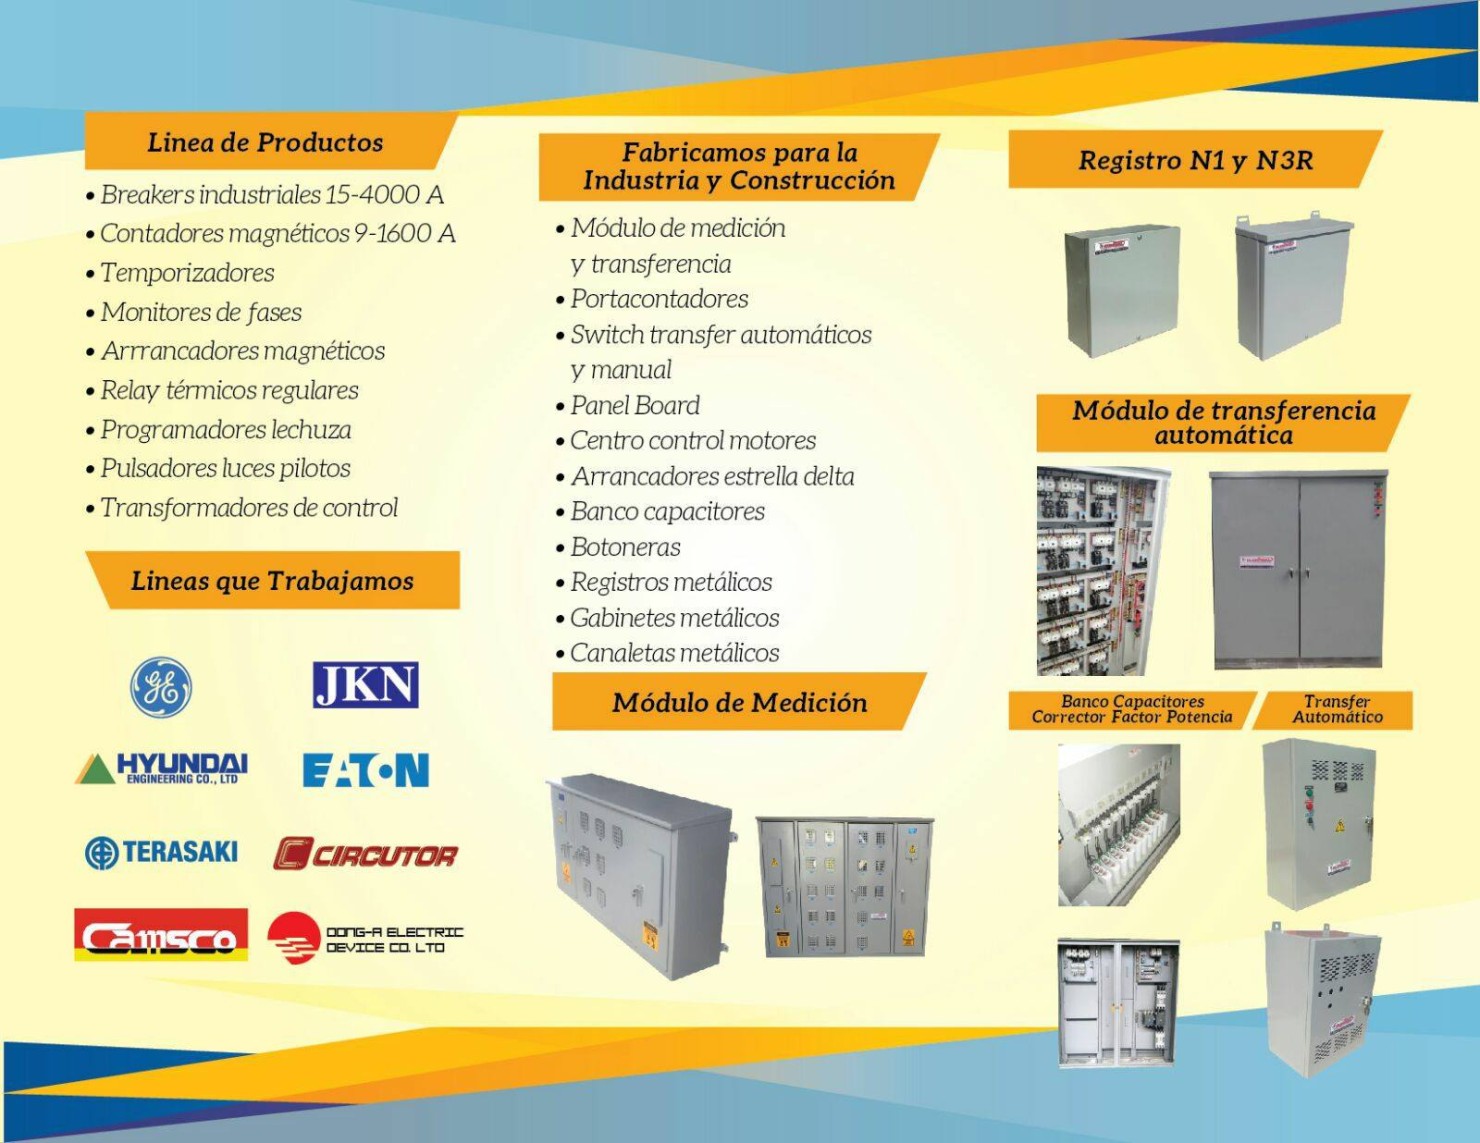 Linea de Productos
• Breakers industriales 15-4000 A
• Contadores magnéticos 9-1600 A
• Temporizadores
• Monitores de fases
• Arrrancadores magnéticos
• Relay térmicos regulares
• Programadores lechuza
• Pulsadores luces pilotos
• Transformadores de control
Lineas que Trabajamos
GE
JKN
HYUNDAI
ENGINEERING CO., LTD
EATON
TERASAKI
CIRCUTOR
Camsco
DONG-A ELECTRIC
DEVICE CO. LTD
Fabricamos para la
Industria y Construcción
• Módulo de medición
y transferencia
• Portacontadores
• Switch transfer automáticos
y manual
• Panel Board
• Centro control motores
• Arrancadores estrella delta
• Banco capacitores
• Botoneras
• Registros metálicos
• Gabinetes metálicos
• Canaletas metálicos
Módulo de Medición
Registro N1 y N3R
Módulo de transferencia
automática
Banco Capacitores
Corrector Factor Potencia
Transfer
Automático